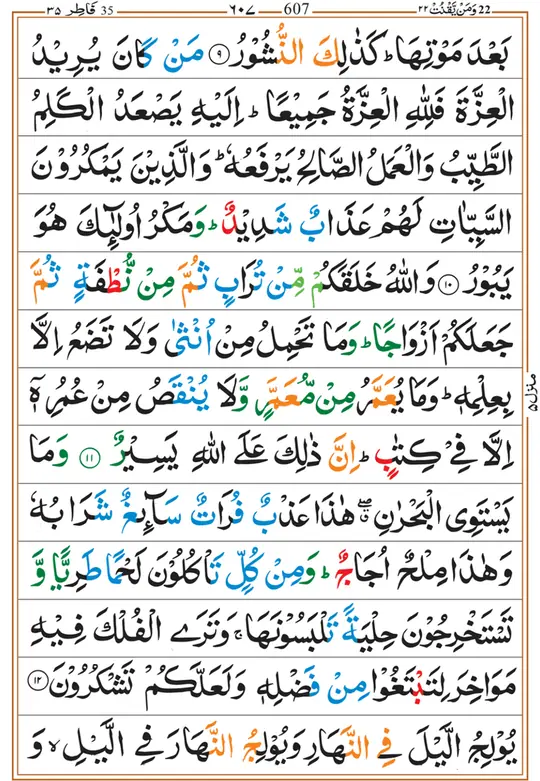 22 وَمَنْ يَّقْنُتْ ٢٢ 607 ٦٠٧ 35 فَاطِر ٣٥
بَعْدَ مَوْتِهَا ؕ كَذٰلِكَ النُّشُوْرُ ۝٩ مَنْ كَانَ يُرِيْدُ
الْعِزَّةَ فَلِلّٰهِ الْعِزَّةُ جَمِيْعًا ؕ اِلَيْهِ يَصْعَدُ الْكَلِمُ
الطَّيِّبُ وَالْعَمَلُ الصَّالِحُ يَرْفَعُهٗ ؕ وَالَّذِيْنَ يَمْكُرُوْنَ
السَّيِّاٰتِ لَهُمْ عَذَابٌ شَدِيْدٌ ؕ وَمَكْرُ اُولٰٓئِكَ هُوَ
يَبُوْرُ ۝١٠ وَاللّٰهُ خَلَقَكُمْ مِّنْ تُرَابٍ ثُمَّ مِنْ نُّطْفَةٍ ثُمَّ
جَعَلَكُمْ اَزْوَاجًا ؕ وَمَا تَحْمِلُ مِنْ اُنْثٰى وَلَا تَضَعُ اِلَّا
بِعِلْمِهٖ ؕ وَمَا يُعَمَّرُ مِنْ مُّعَمَّرٍ وَّلَا يُنْقَصُ مِنْ عُمُرِهٖۤ
اِلَّا فِيْ كِتٰبٍ ؕ اِنَّ ذٰلِكَ عَلَى اللّٰهِ يَسِيْرٌ ۝١١ وَمَا
يَسْتَوِى الْبَحْرٰنِ ۖۗ هٰذَا عَذْبٌ فُرَاتٌ سَآئِغٌ شَرَابُهٗ
وَهٰذَا مِلْحٌ اُجَاجٌ ؕ وَمِنْ كُلٍّ تَاْكُلُوْنَ لَحْمًا طَرِيًّا وَّ
تَسْتَخْرِجُوْنَ حِلْيَةً تَلْبَسُوْنَهَا ۚ وَتَرَى الْفُلْكَ فِيْهِ
مَوَاخِرَ لِتَبْتَغُوْا مِنْ فَضْلِهٖ وَلَعَلَّكُمْ تَشْكُرُوْنَ ۝١٢
يُوْلِجُ الَّيْلَ فِي النَّهَارِ وَيُوْلِجُ النَّهَارَ فِي الَّيْلِ ۙ وَ
منزل ۵